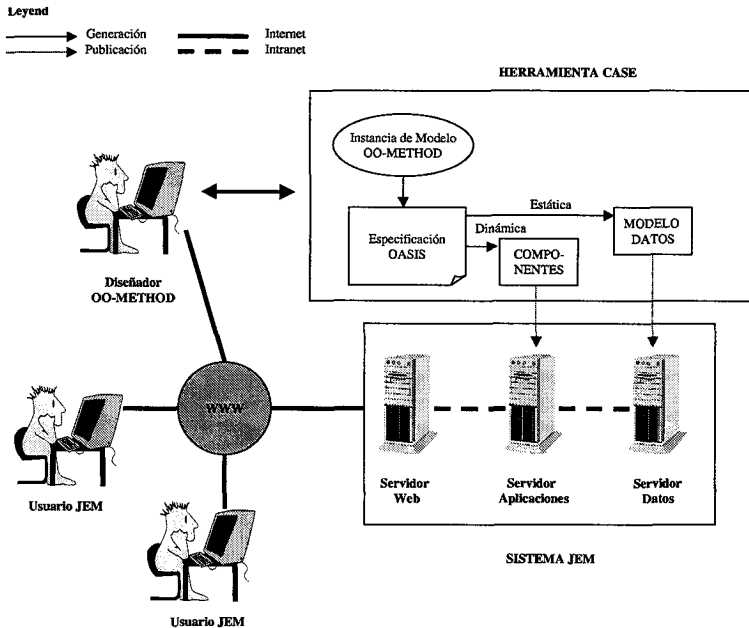 Leyend
Generación
Internet
Publicación
Intranet
HERRAMIENTA CASE
Instancia de Modelo
OO-METHOD
Estática
Especificación
OASIS
Dinámica
MODELO
DATOS
COMPO-
NENTES
Diseñador
OO-METHOD
WWW
Servidor
Web
Servidor
Aplicaciones
Servidor
Datos
Usuario JEM
SISTEMA JEM
Usuario JEM